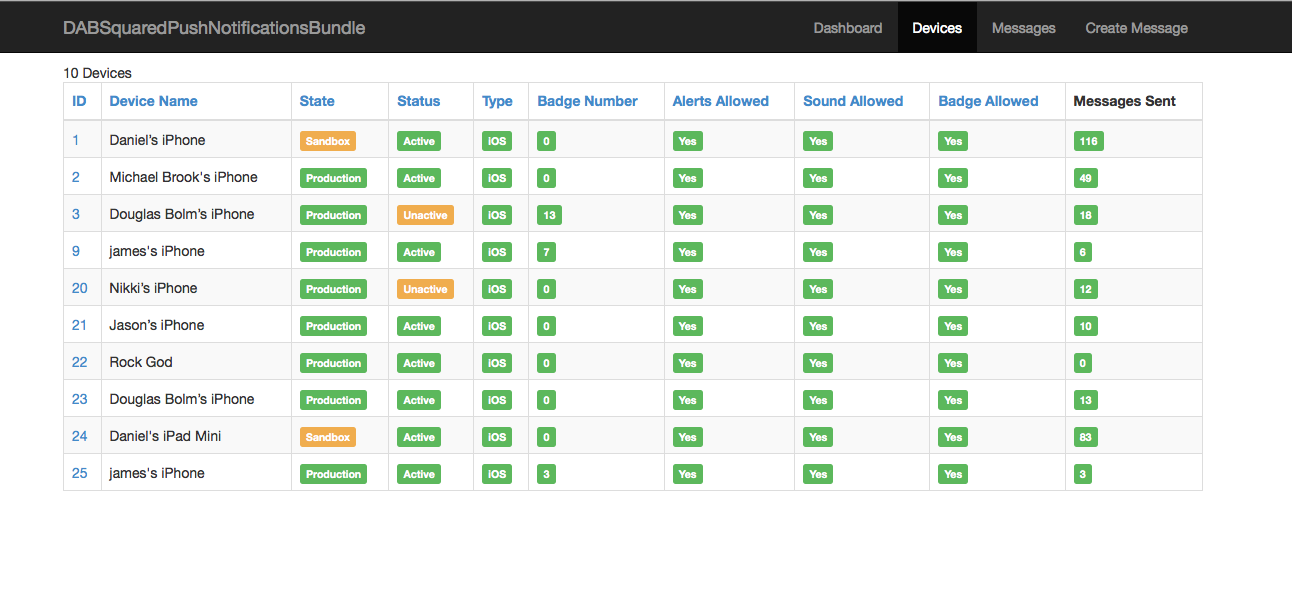 DABSquaredPushNotificationsBundle Dashboard Devices Messages Create Message
10 Devices
ID Device Name State Status Type Badge Number Alerts Allowed Sound Allowed Badge Allowed Messages Sent
1 Daniel's iPhone Sandbox Active iOS 0 Yes Yes Yes 116
2 Michael Brook's iPhone Production Active iOS 0 Yes Yes Yes 49
3 Douglas Bolm's iPhone Production Unactive iOS 13 Yes Yes Yes 18
9 james's iPhone Production Active iOS 7 Yes Yes Yes 6
20 Nikki's iPhone Production Unactive iOS 0 Yes Yes Yes 12
21 Jason's iPhone Production Active iOS 0 Yes Yes Yes 10
22 Rock God Production Active iOS 0 Yes Yes Yes 0
23 Douglas Bolm's iPhone Production Active iOS 0 Yes Yes Yes 13
24 Daniel's iPad Mini Sandbox Active iOS 0 Yes Yes Yes 83
25 james's iPhone Production Active iOS 3 Yes Yes Yes 3